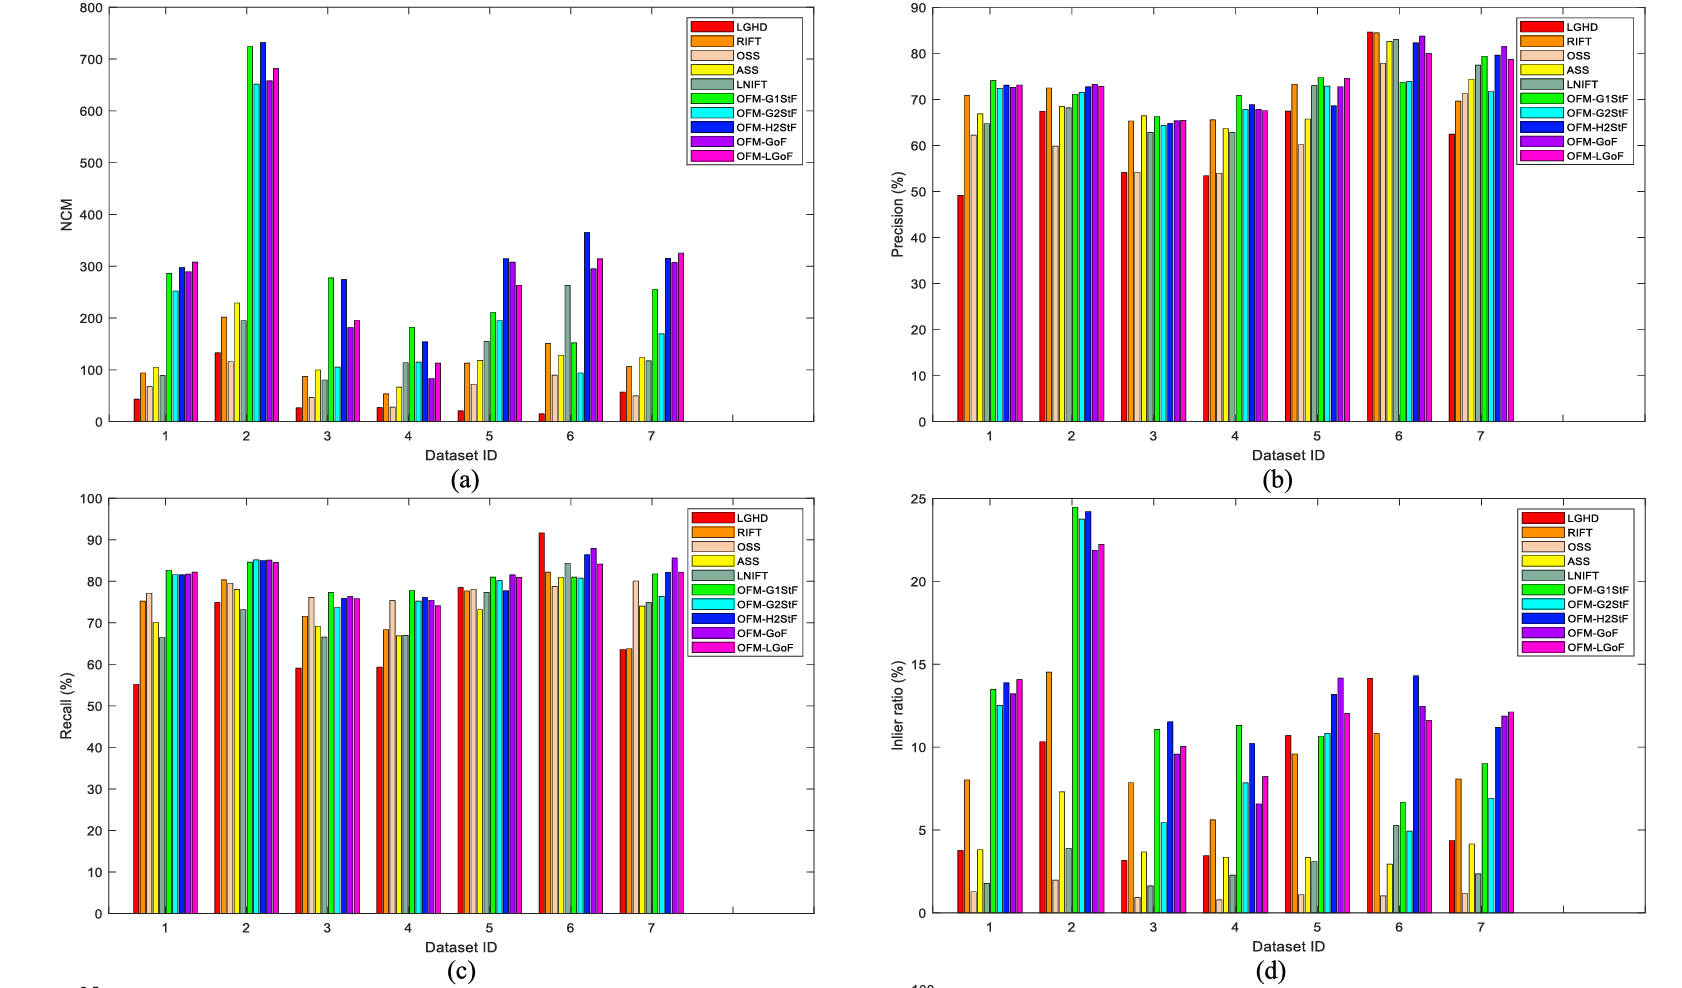 800
700
600
500
400
300
200
100
0
NCM
1 2 3 4 5 6 7
Dataset ID
LGHD
RIFT
OSS
ASS
LNIFT
OFM-G1StF
OFM-G2StF
OFM-H2StF
OFM-GoF
OFM-LGoF
(a)
90
80
70
60
50
40
30
20
10
0
Precision (%)
1 2 3 4 5 6 7
Dataset ID
LGHD
RIFT
OSS
ASS
LNIFT
OFM-G1StF
OFM-G2StF
OFM-H2StF
OFM-GoF
OFM-LGoF
(b)
100
90
80
70
60
50
40
30
20
10
0
Recall (%)
1 2 3 4 5 6 7
Dataset ID
LGHD
RIFT
OSS
ASS
LNIFT
OFM-G1StF
OFM-G2StF
OFM-H2StF
OFM-GoF
OFM-LGoF
(c)
25
20
15
10
5
0
Inlier ratio (%)
1 2 3 4 5 6 7
Dataset ID
LGHD
RIFT
OSS
ASS
LNIFT
OFM-G1StF
OFM-G2StF
OFM-H2StF
OFM-GoF
OFM-LGoF
(d)